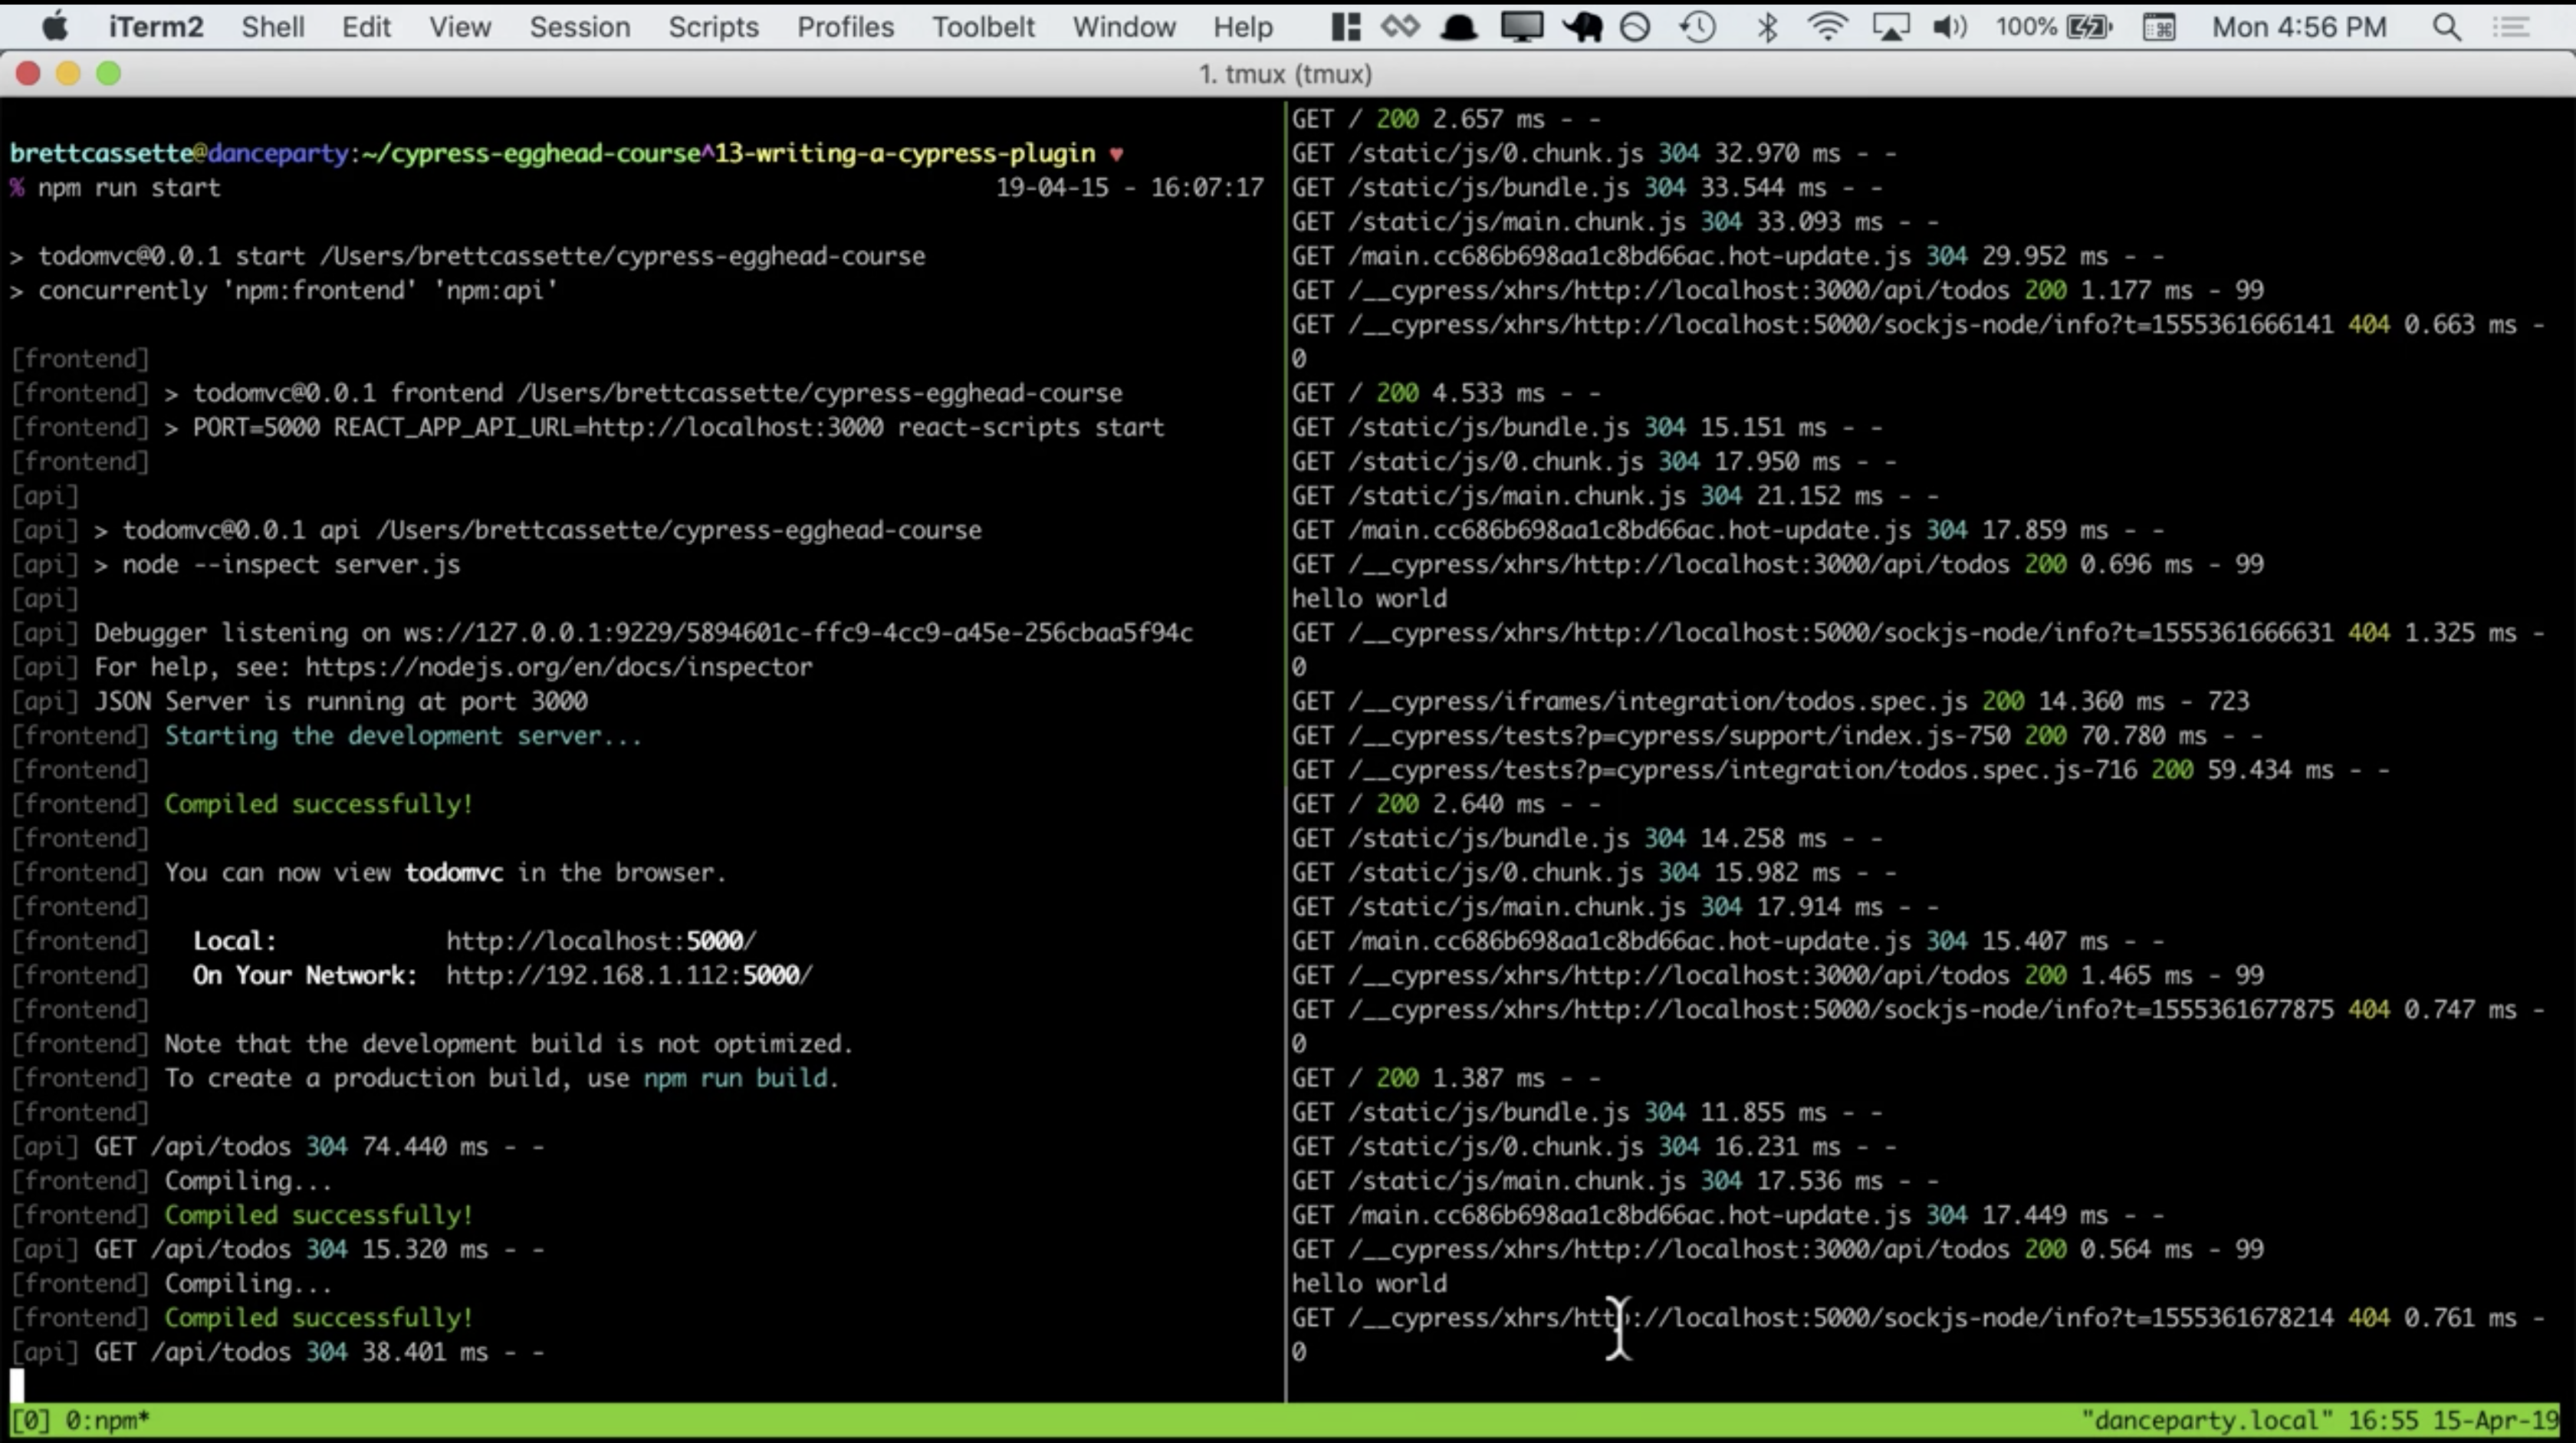 iTerm2 Shell Edit View Session Scripts Profiles Toolbelt Window Help 100% Mon 4:56 PM
1. tmux (tmux)
brettcassette@danceparty:~/cypress-egghead-course^13-writing-a-cypress-plugin ♥
% npm run start 19-04-15 - 16:07:17
> todomvc@0.0.1 start /Users/brettcassette/cypress-egghead-course
> concurrently 'npm:frontend' 'npm:api'
[frontend]
[frontend] > todomvc@0.0.1 frontend /Users/brettcassette/cypress-egghead-course
[frontend] > PORT=5000 REACT_APP_API_URL=http://localhost:3000 react-scripts start
[frontend]
[api]
[api] > todomvc@0.0.1 api /Users/brettcassette/cypress-egghead-course
[api] > node --inspect server.js
[api]
[api] Debugger listening on ws://127.0.0.1:9229/5894601c-ffc9-4cc9-a45e-256cbaa5f94c
[api] For help, see: https://nodejs.org/en/docs/inspector
[api] JSON Server is running at port 3000
[frontend] Starting the development server...
[frontend]
[frontend] Compiled successfully!
[frontend]
[frontend] You can now view todomvc in the browser.
[frontend]
[frontend] Local: http://localhost:5000/
[frontend] On Your Network: http://192.168.1.112:5000/
[frontend]
[frontend] Note that the development build is not optimized.
[frontend] To create a production build, use npm run build.
[frontend]
[api] GET /api/todos 304 74.440 ms - -
[frontend] Compiling...
[frontend] Compiled successfully!
[api] GET /api/todos 304 15.320 ms - -
[frontend] Compiling...
[frontend] Compiled successfully!
[api] GET /api/todos 304 38.401 ms - -
GET / 200 2.657 ms - -
GET /static/js/0.chunk.js 304 32.970 ms - -
GET /static/js/bundle.js 304 33.544 ms - -
GET /static/js/main.chunk.js 304 33.093 ms - -
GET /main.cc686b698aa1c8bd66ac.hot-update.js 304 29.952 ms - -
GET /__cypress/xhrs/http://localhost:3000/api/todos 200 1.177 ms - 99
GET /__cypress/xhrs/http://localhost:5000/sockjs-node/info?t=1555361666141 404 0.663 ms -
0
GET / 200 4.533 ms - -
GET /static/js/bundle.js 304 15.151 ms - -
GET /static/js/0.chunk.js 304 17.950 ms - -
GET /static/js/main.chunk.js 304 21.152 ms - -
GET /main.cc686b698aa1c8bd66ac.hot-update.js 304 17.859 ms - -
GET /__cypress/xhrs/http://localhost:3000/api/todos 200 0.696 ms - 99
hello world
GET /__cypress/xhrs/http://localhost:5000/sockjs-node/info?t=1555361666631 404 1.325 ms -
0
GET /__cypress/iframes/integration/todos.spec.js 200 14.360 ms - 723
GET /__cypress/tests?p=cypress/support/index.js-750 200 70.780 ms - -
GET /__cypress/tests?p=cypress/integration/todos.spec.js-716 200 59.434 ms - -
GET / 200 2.640 ms - -
GET /static/js/bundle.js 304 14.258 ms - -
GET /static/js/0.chunk.js 304 15.982 ms - -
GET /static/js/main.chunk.js 304 17.914 ms - -
GET /main.cc686b698aa1c8bd66ac.hot-update.js 304 15.407 ms - -
GET /__cypress/xhrs/http://localhost:3000/api/todos 200 1.465 ms - 99
GET /__cypress/xhrs/http://localhost:5000/sockjs-node/info?t=1555361677875 404 0.747 ms -
0
GET / 200 1.387 ms - -
GET /static/js/bundle.js 304 11.855 ms - -
GET /static/js/0.chunk.js 304 16.231 ms - -
GET /static/js/main.chunk.js 304 17.536 ms - -
GET /main.cc686b698aa1c8bd66ac.hot-update.js 304 17.449 ms - -
GET /__cypress/xhrs/http://localhost:3000/api/todos 200 0.564 ms - 99
hello world
GET /__cypress/xhrs/http://localhost:5000/sockjs-node/info?t=1555361678214 404 0.761 ms -
0
[0] 0:npm* "danceparty.local" 16:55 15-Apr-19